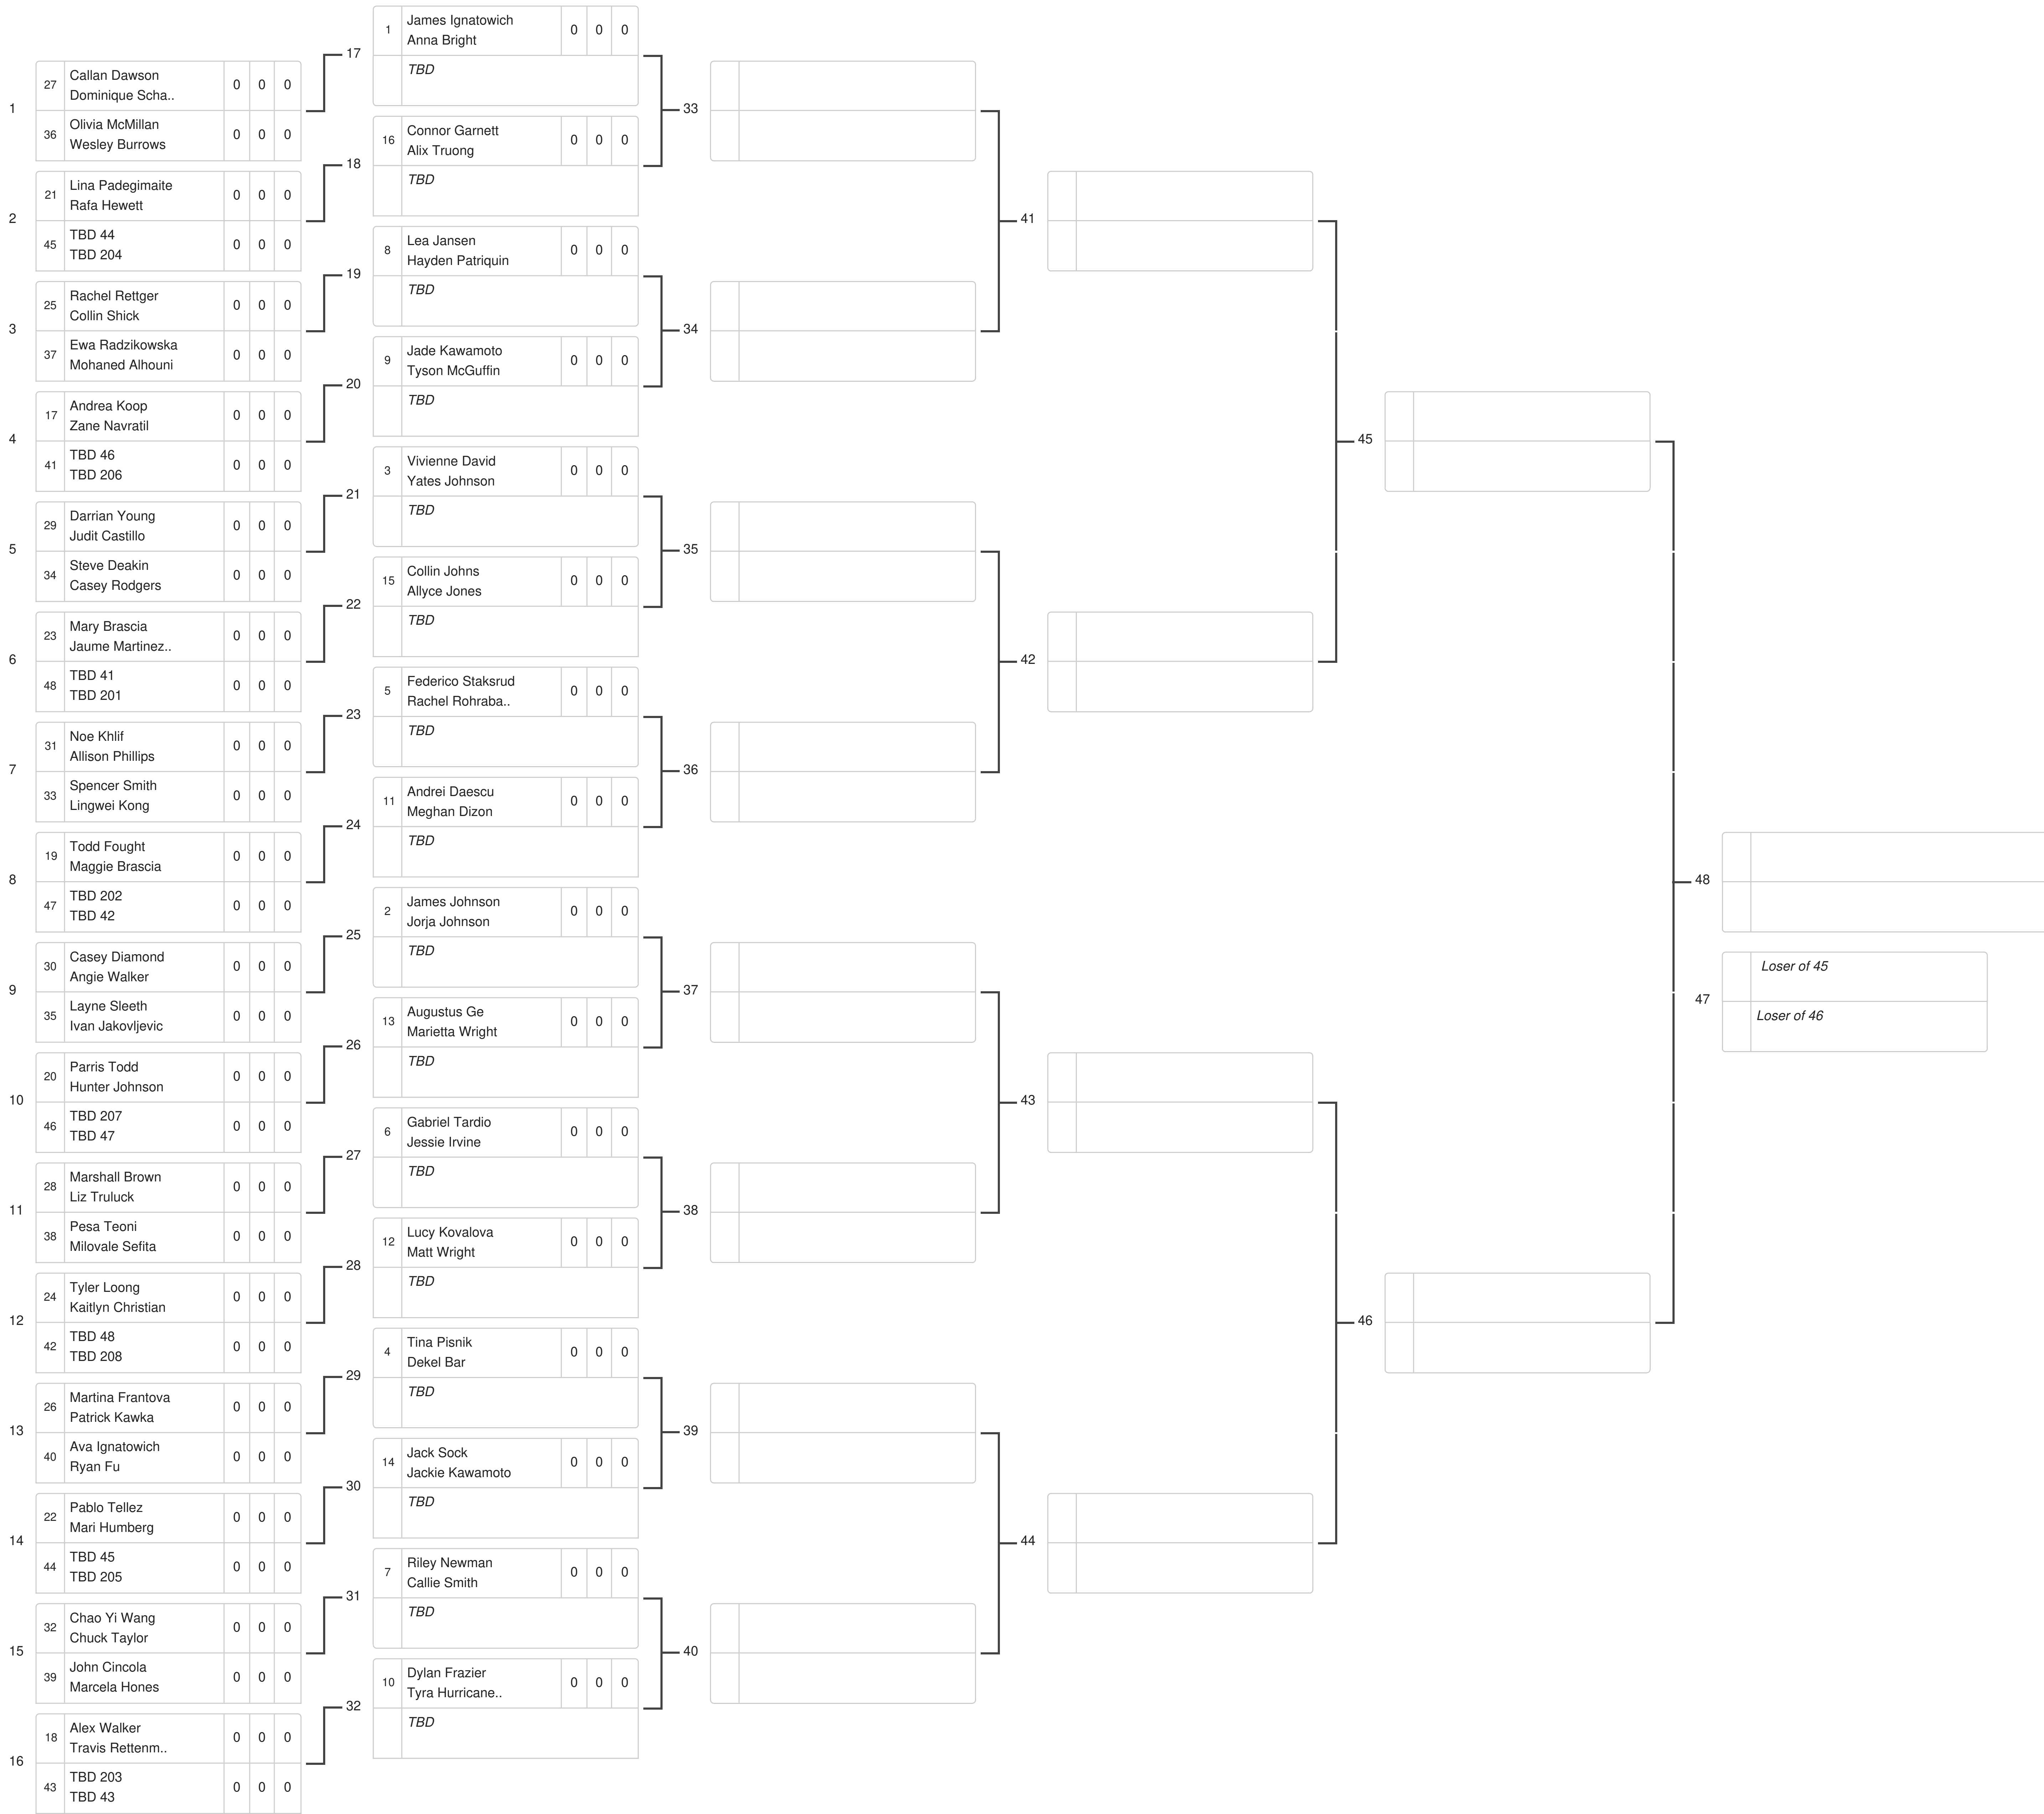 1
27
Callan Dawson
Dominique Scha..
0 0 0
36
Olivia McMillan
Wesley Burrows
0 0 0
2
21
Lina Padegimaite
Rafa Hewett
0 0 0
45
TBD 44
TBD 204
0 0 0
3
25
Rachel Rettger
Collin Shick
0 0 0
37
Ewa Radzikowska
Mohaned Alhouni
0 0 0
4
17
Andrea Koop
Zane Navratil
0 0 0
41
TBD 46
TBD 206
0 0 0
5
29
Darrian Young
Judit Castillo
0 0 0
34
Steve Deakin
Casey Rodgers
0 0 0
6
23
Mary Brascia
Jaume Martinez..
0 0 0
48
TBD 41
TBD 201
0 0 0
7
31
Noe Khlif
Allison Phillips
0 0 0
33
Spencer Smith
Lingwei Kong
0 0 0
8
19
Todd Fought
Maggie Brascia
0 0 0
47
TBD 202
TBD 42
0 0 0
9
30
Casey Diamond
Angie Walker
0 0 0
35
Layne Sleeth
Ivan Jakovljevic
0 0 0
10
20
Parris Todd
Hunter Johnson
0 0 0
46
TBD 207
TBD 47
0 0 0
11
28
Marshall Brown
Liz Truluck
0 0 0
38
Pesa Teoni
Milovale Sefita
0 0 0
12
24
Tyler Loong
Kaitlyn Christian
0 0 0
42
TBD 48
TBD 208
0 0 0
13
26
Martina Frantova
Patrick Kawka
0 0 0
40
Ava Ignatowich
Ryan Fu
0 0 0
14
22
Pablo Tellez
Mari Humberg
0 0 0
44
TBD 45
TBD 205
0 0 0
15
32
Chao Yi Wang
Chuck Taylor
0 0 0
39
John Cincola
Marcela Hones
0 0 0
16
18
Alex Walker
Travis Rettenm..
0 0 0
43
TBD 203
TBD 43
0 0 0
17
1
James Ignatowich
Anna Bright
0 0 0
TBD
18
16
Connor Garnett
Alix Truong
0 0 0
TBD
19
8
Lea Jansen
Hayden Patriquin
0 0 0
TBD
20
9
Jade Kawamoto
Tyson McGuffin
0 0 0
TBD
21
3
Vivienne David
Yates Johnson
0 0 0
TBD
22
15
Collin Johns
Allyce Jones
0 0 0
TBD
23
5
Federico Staksrud
Rachel Rohraba..
0 0 0
TBD
24
11
Andrei Daescu
Meghan Dizon
0 0 0
TBD
25
2
James Johnson
Jorja Johnson
0 0 0
TBD
26
13
Augustus Ge
Marietta Wright
0 0 0
TBD
27
6
Gabriel Tardio
Jessie Irvine
0 0 0
TBD
28
12
Lucy Kovalova
Matt Wright
0 0 0
TBD
29
4
Tina Pisnik
Dekel Bar
0 0 0
TBD
30
14
Jack Sock
Jackie Kawamoto
0 0 0
TBD
31
7
Riley Newman
Callie Smith
0 0 0
TBD
32
10
Dylan Frazier
Tyra Hurricane..
0 0 0
TBD
33
34
35
36
37
38
39
40
41
42
43
44
45
46
48
47
Loser of 45
Loser of 46